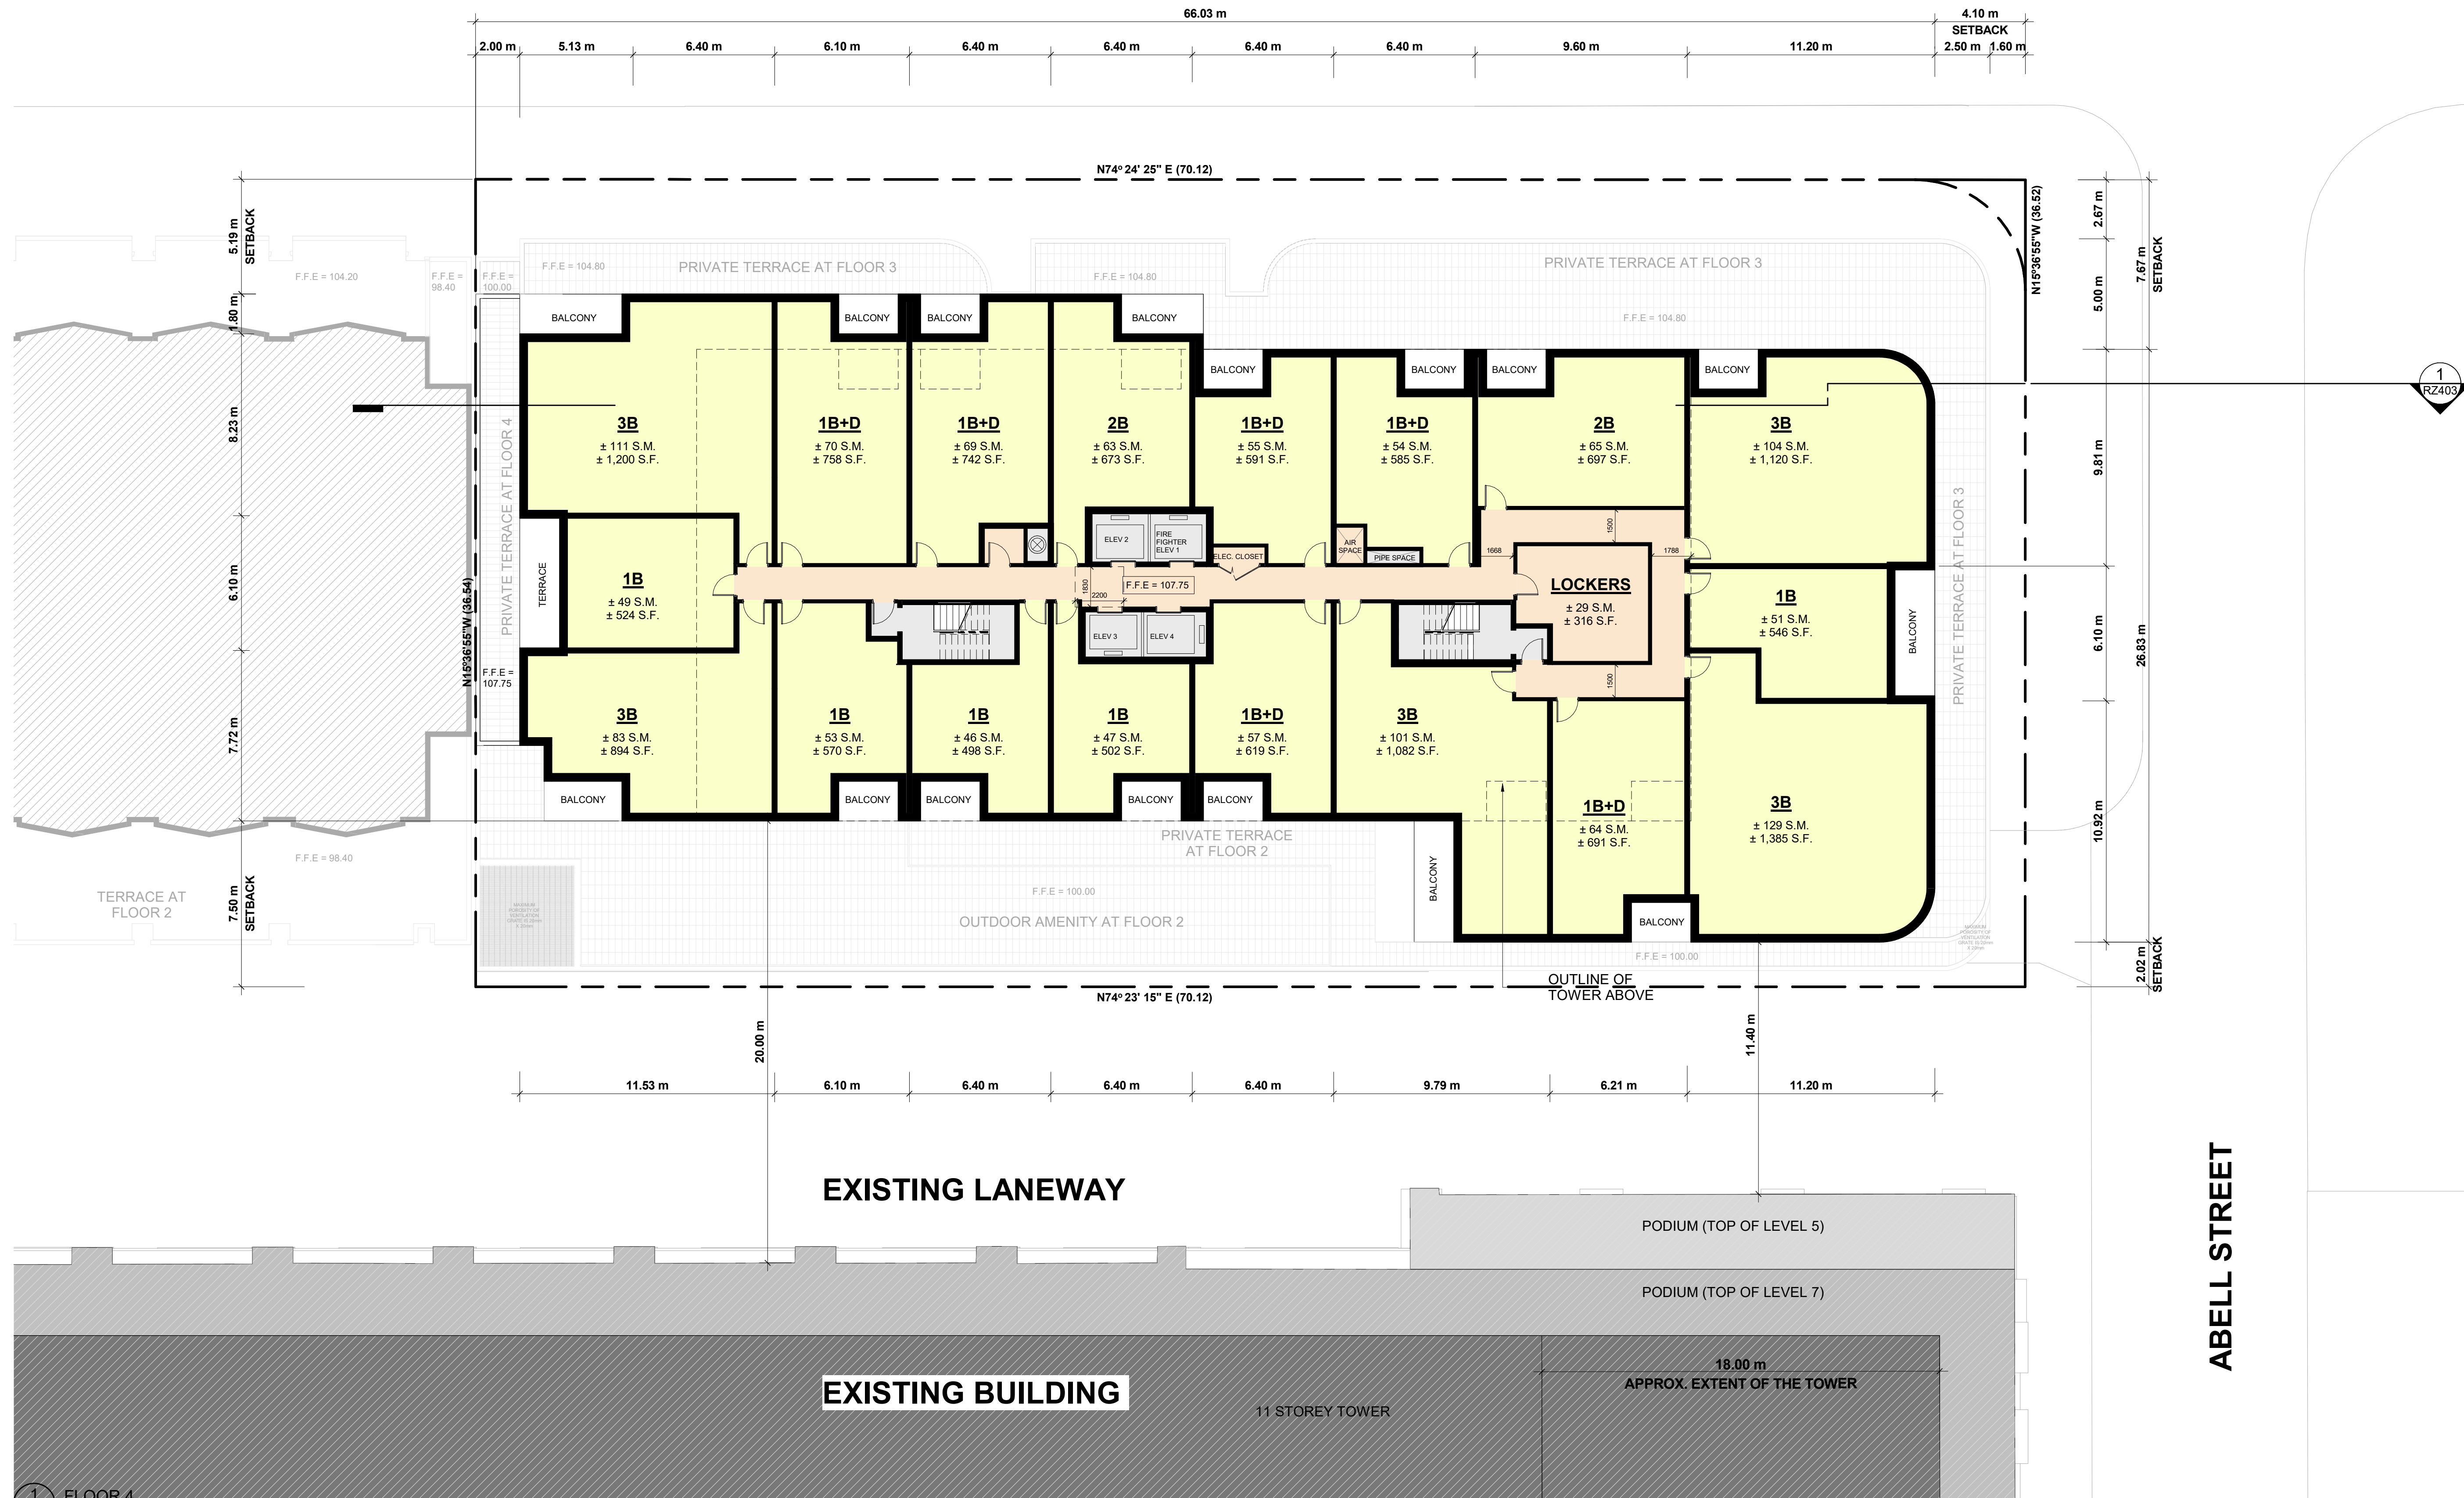 66.03 m
4.10 m
SETBACK
2.00 m
5.13 m
6.40 m
6.10 m
6.40 m
6.40 m
6.40 m
6.40 m
9.60 m
11.20 m
2.50 m
1.60 m
N74º 24' 25" E (70.12)
N15º36'55"W (36.52)
5.19 m
SETBACK
1.80 m
8.23 m
6.10 m
7.72 m
7.50 m
SETBACK
2.67 m
5.00 m
7.67 m
SETBACK
9.81 m
6.10 m
26.83 m
10.92 m
2.02 m
SETBACK
F.F.E = 104.20
F.F.E =
98.40
F.F.E =
100.00
F.F.E = 104.80
PRIVATE TERRACE AT FLOOR 3
F.F.E = 104.80
PRIVATE TERRACE AT FLOOR 3
F.F.E = 104.80
BALCONY
BALCONY
BALCONY
BALCONY
BALCONY
BALCONY
BALCONY
BALCONY
1
RZ403
3B
± 111 S.M.
± 1,200 S.F.
1B+D
± 70 S.M.
± 758 S.F.
1B+D
± 69 S.M.
± 742 S.F.
2B
± 63 S.M.
± 673 S.F.
1B+D
± 55 S.M.
± 591 S.F.
1B+D
± 54 S.M.
± 585 S.F.
2B
± 65 S.M.
± 697 S.F.
3B
± 104 S.M.
± 1,120 S.F.
PRIVATE TERRACE AT FLOOR 4
PRIVATE TERRACE AT FLOOR 3
N15º36'55"W (36.54)
ELEV 2
FIRE
FIGHTER
ELEV 1
ELEC. CLOSET
AIR
SPACE
PIPE SPACE
1500
1668
1788
TERRACE
1B
± 49 S.M.
± 524 S.F.
1830
2200
F.F.E = 107.75
LOCKERS
± 29 S.M.
± 316 S.F.
1B
± 51 S.M.
± 546 S.F.
BALCONY
ELEV 3
ELEV 4
1500
F.F.E =
107.75
3B
± 83 S.M.
± 894 S.F.
1B
± 53 S.M.
± 570 S.F.
1B
± 46 S.M.
± 498 S.F.
1B
± 47 S.M.
± 502 S.F.
1B+D
± 57 S.M.
± 619 S.F.
3B
± 101 S.M.
± 1,082 S.F.
1B+D
± 64 S.M.
± 691 S.F.
3B
± 129 S.M.
± 1,385 S.F.
BALCONY
BALCONY
BALCONY
BALCONY
BALCONY
BALCONY
BALCONY
PRIVATE TERRACE
AT FLOOR 2
F.F.E = 98.40
TERRACE AT
FLOOR 2
F.F.E = 100.00
OUTDOOR AMENITY AT FLOOR 2
F.F.E = 100.00
OUTLINE OF
TOWER ABOVE
N74º 23' 15" E (70.12)
20.00 m
11.40 m
11.53 m
6.10 m
6.40 m
6.40 m
6.40 m
9.79 m
6.21 m
11.20 m
EXISTING LANEWAY
PODIUM (TOP OF LEVEL 5)
PODIUM (TOP OF LEVEL 7)
ABELL STREET
18.00 m
APPROX. EXTENT OF THE TOWER
EXISTING BUILDING
11 STOREY TOWER
1
FLOOR 4